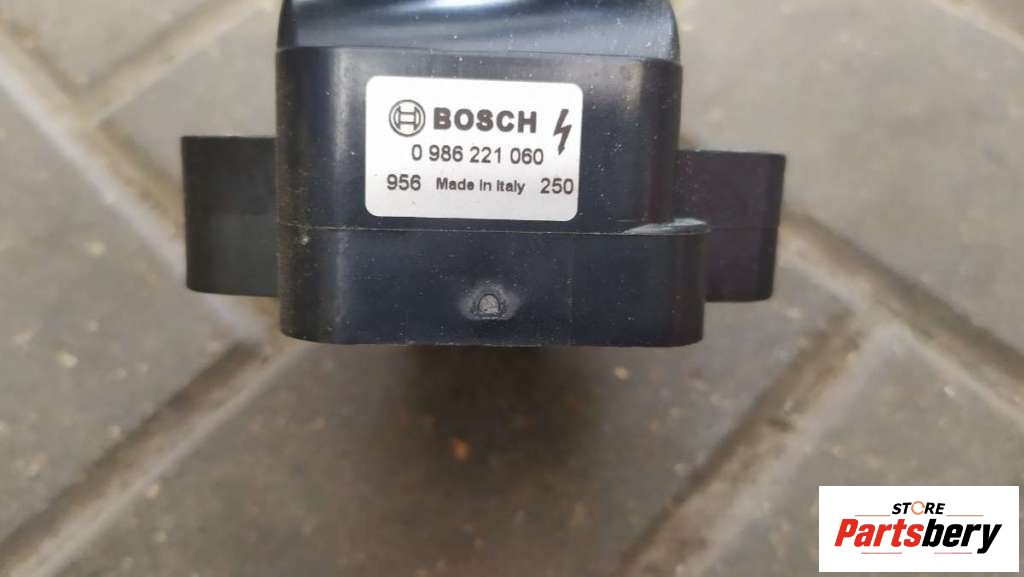 BOSCH
0 986 221 060
956 Made in Italy 250
STORE
Partsbery